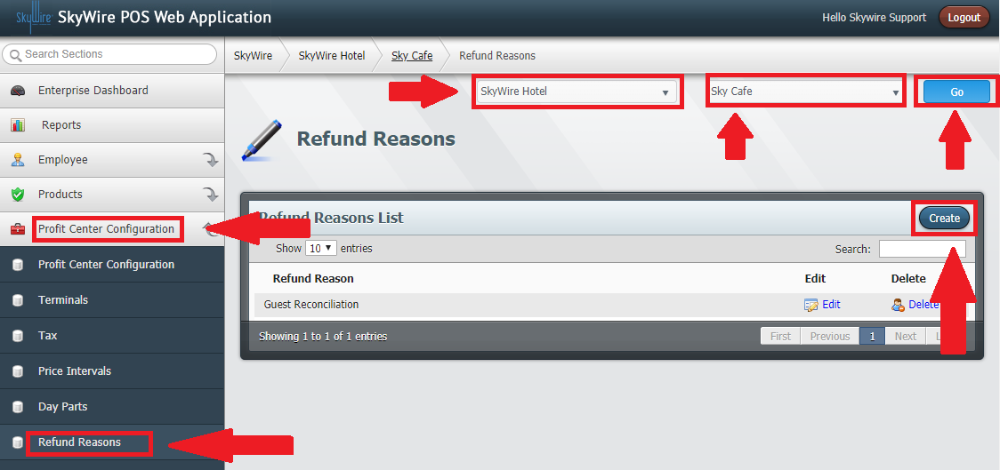 SkyWire SkyWire POS Web Application
Hello Skywire Support Logout
Search Sections
SkyWire SkyWire Hotel Sky Cafe Refund Reasons
SkyWire Hotel Sky Cafe Go
Refund Reasons
Enterprise Dashboard
Reports
Employee
Products
Profit Center Configuration
Profit Center Configuration
Terminals
Tax
Price Intervals
Day Parts
Refund Reasons
Refund Reasons List Create
Show 10 entries Search:
Refund Reason Edit Delete
Guest Reconciliation Edit Delete
Showing 1 to 1 of 1 entries First Previous 1 Next